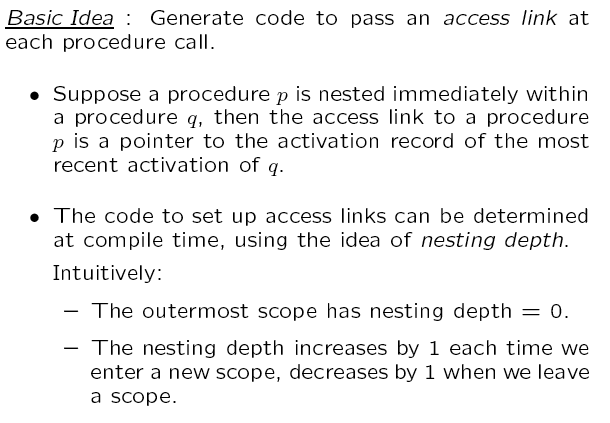 Basic Idea : Generate code to pass an access link at
each procedure call.
• Suppose a procedure p is nested immediately within
a procedure q, then the access link to a procedure
p is a pointer to the activation record of the most
recent activation of q.
• The code to set up access links can be determined
at compile time, using the idea of nesting depth.
Intuitively:
– The outermost scope has nesting depth = 0.
– The nesting depth increases by 1 each time we
enter a new scope, decreases by 1 when we leave
a scope.